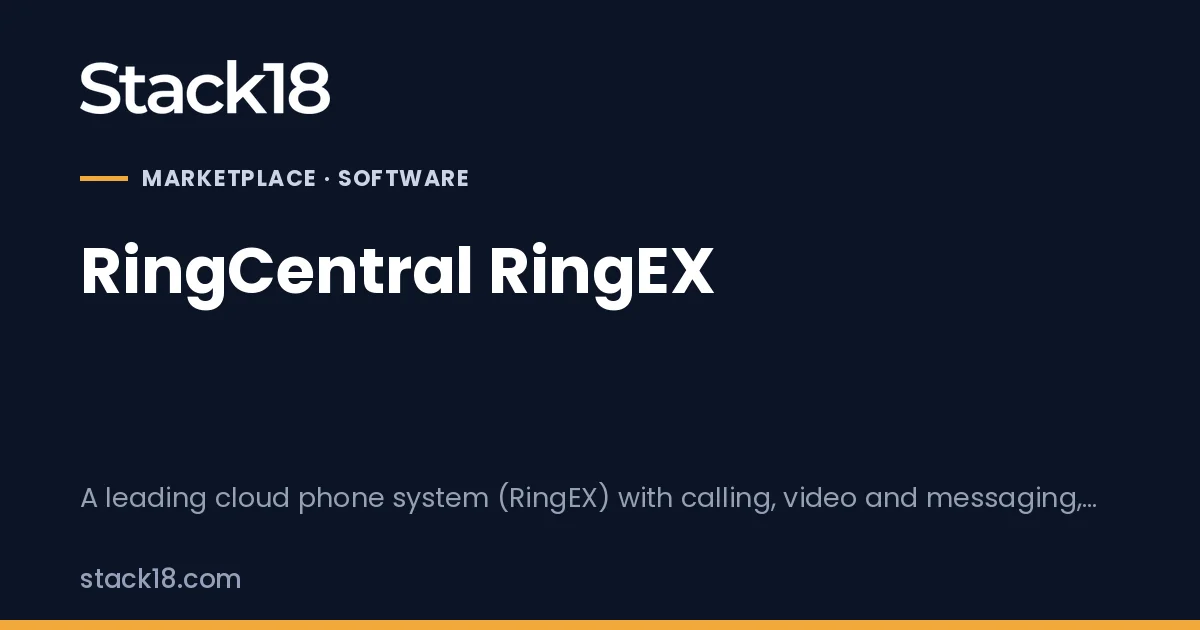 Stack18
MARKETPLACE · SOFTWARE
RingCentral RingEX
A leading cloud phone system (RingEX) with calling, video and messaging,...
stack18.com